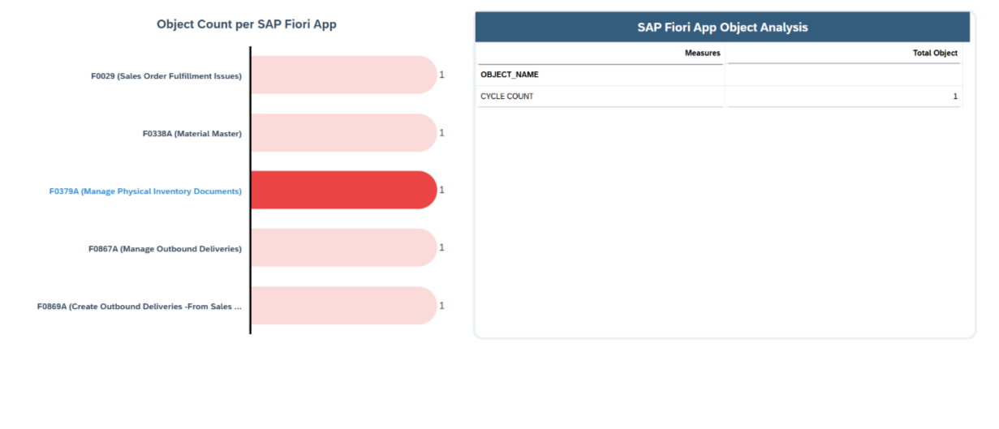 Object Count per SAP Fiori App
F0029 (Sales Order Fulfillment Issues)
1
F0338A (Material Master)
1
F0379A (Manage Physical Inventory Documents)
1
F0867A (Manage Outbound Deliveries)
1
F0869A (Create Outbound Deliveries -From Sales ...
1
SAP Fiori App Object Analysis
Measures Total Object
OBJECT_NAME
CYCLE COUNT 1